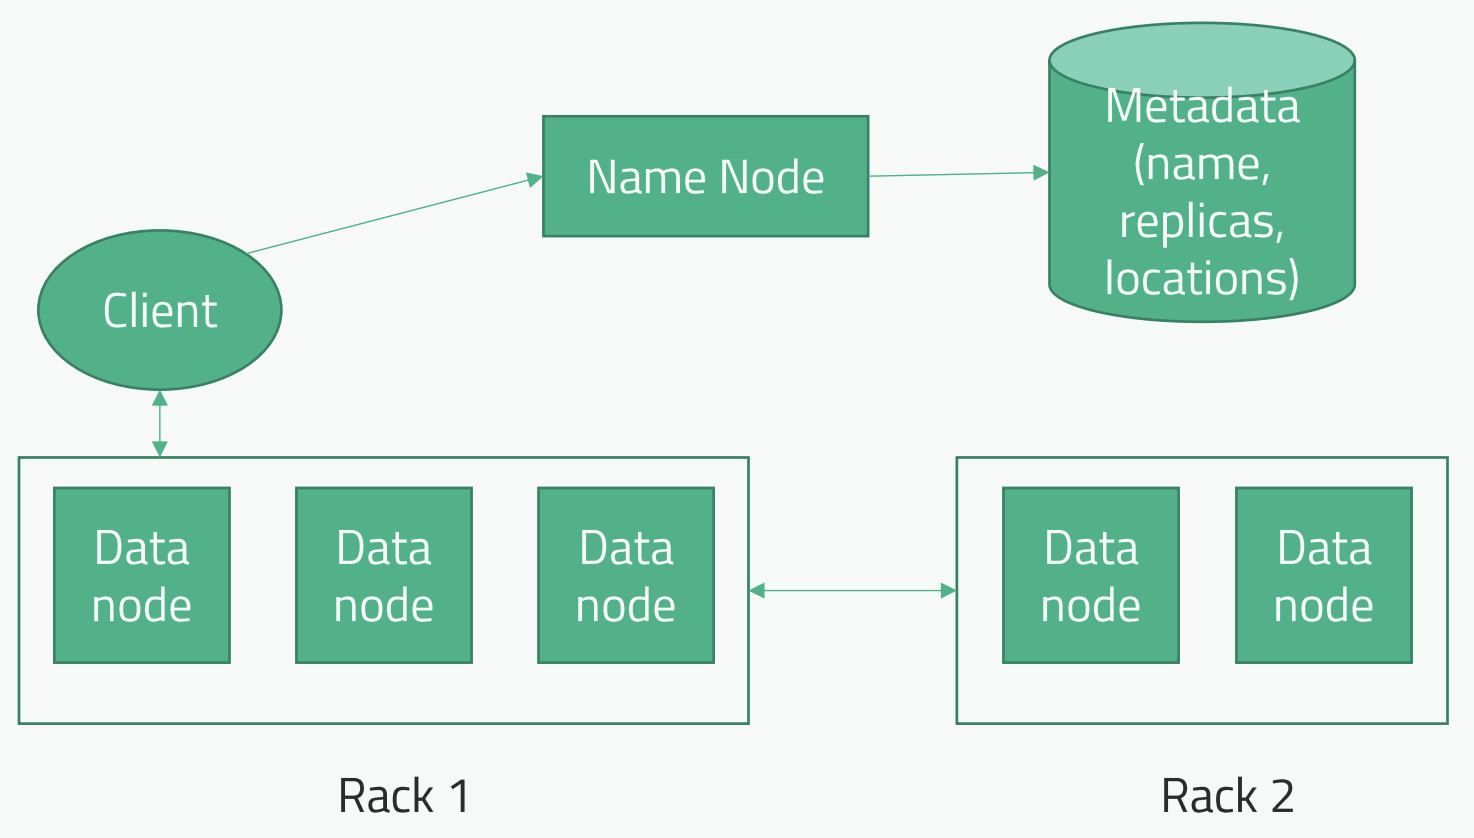 Metadata
(name,
replicas,
locations)
Name Node
Client
Data
node
Data
node
Data
node
Data
node
Data
node
Rack 1
Rack 2